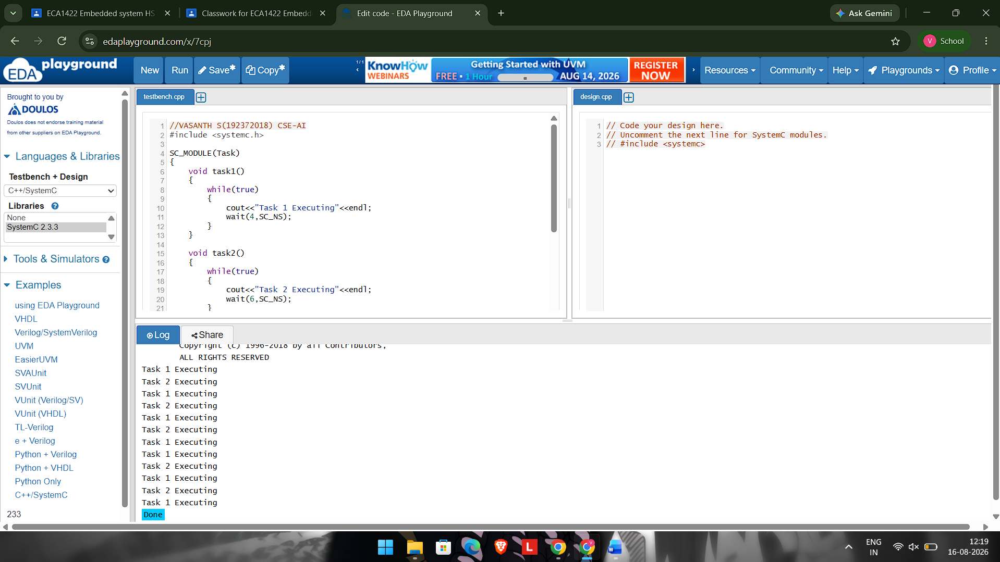 ECA1422 Embedded system HS
Classwork for ECA1422 Embedd
Edit code - EDA Playground
Ask Gemini
edaplayground.com/x/7cpj
V School
EDA playground
New
Run
Save*
Copy*
1/1
KnowHow
WEBINARS
Getting Started with UVM
FREE • 1 Hour
AUG 14, 2026
REGISTER
NOW
Resources
Community
Help
Playgrounds
Profile
Brought to you by
DOULOS
Doulos does not endorse training material
from other suppliers on EDA Playground.
Languages & Libraries
Testbench + Design
C++/SystemC
Libraries
None
SystemC 2.3.3
Tools & Simulators
Examples
using EDA Playground
VHDL
Verilog/SystemVerilog
UVM
EasierUVM
SVAUnit
SVUnit
VUnit (Verilog/SV)
VUnit (VHDL)
TL-Verilog
e + Verilog
Python + Verilog
Python + VHDL
Python Only
C++/SystemC
233
testbench.cpp
1 //VASANTH S(192372018) CSE-AI
2 #include <systemc.h>
3
4 SC_MODULE(Task)
5 {
6 void task1()
7 {
8 while(true)
9 {
10 cout<<"Task 1 Executing"<<endl;
11 wait(4,SC_NS);
12 }
13 }
14
15 void task2()
16 {
17 while(true)
18 {
19 cout<<"Task 2 Executing"<<endl;
20 wait(6,SC_NS);
21 }
design.cpp
1 // Code your design here.
2 // Uncomment the next line for SystemC modules.
3 // #include <systemc>
Log
Share
Copyright (c) 1996-2018 by all Contributors,
ALL RIGHTS RESERVED
Task 1 Executing
Task 2 Executing
Task 1 Executing
Task 2 Executing
Task 1 Executing
Task 2 Executing
Task 1 Executing
Task 1 Executing
Task 2 Executing
Task 1 Executing
Task 2 Executing
Task 1 Executing
Done
ENG
IN
12:19
16-08-2026